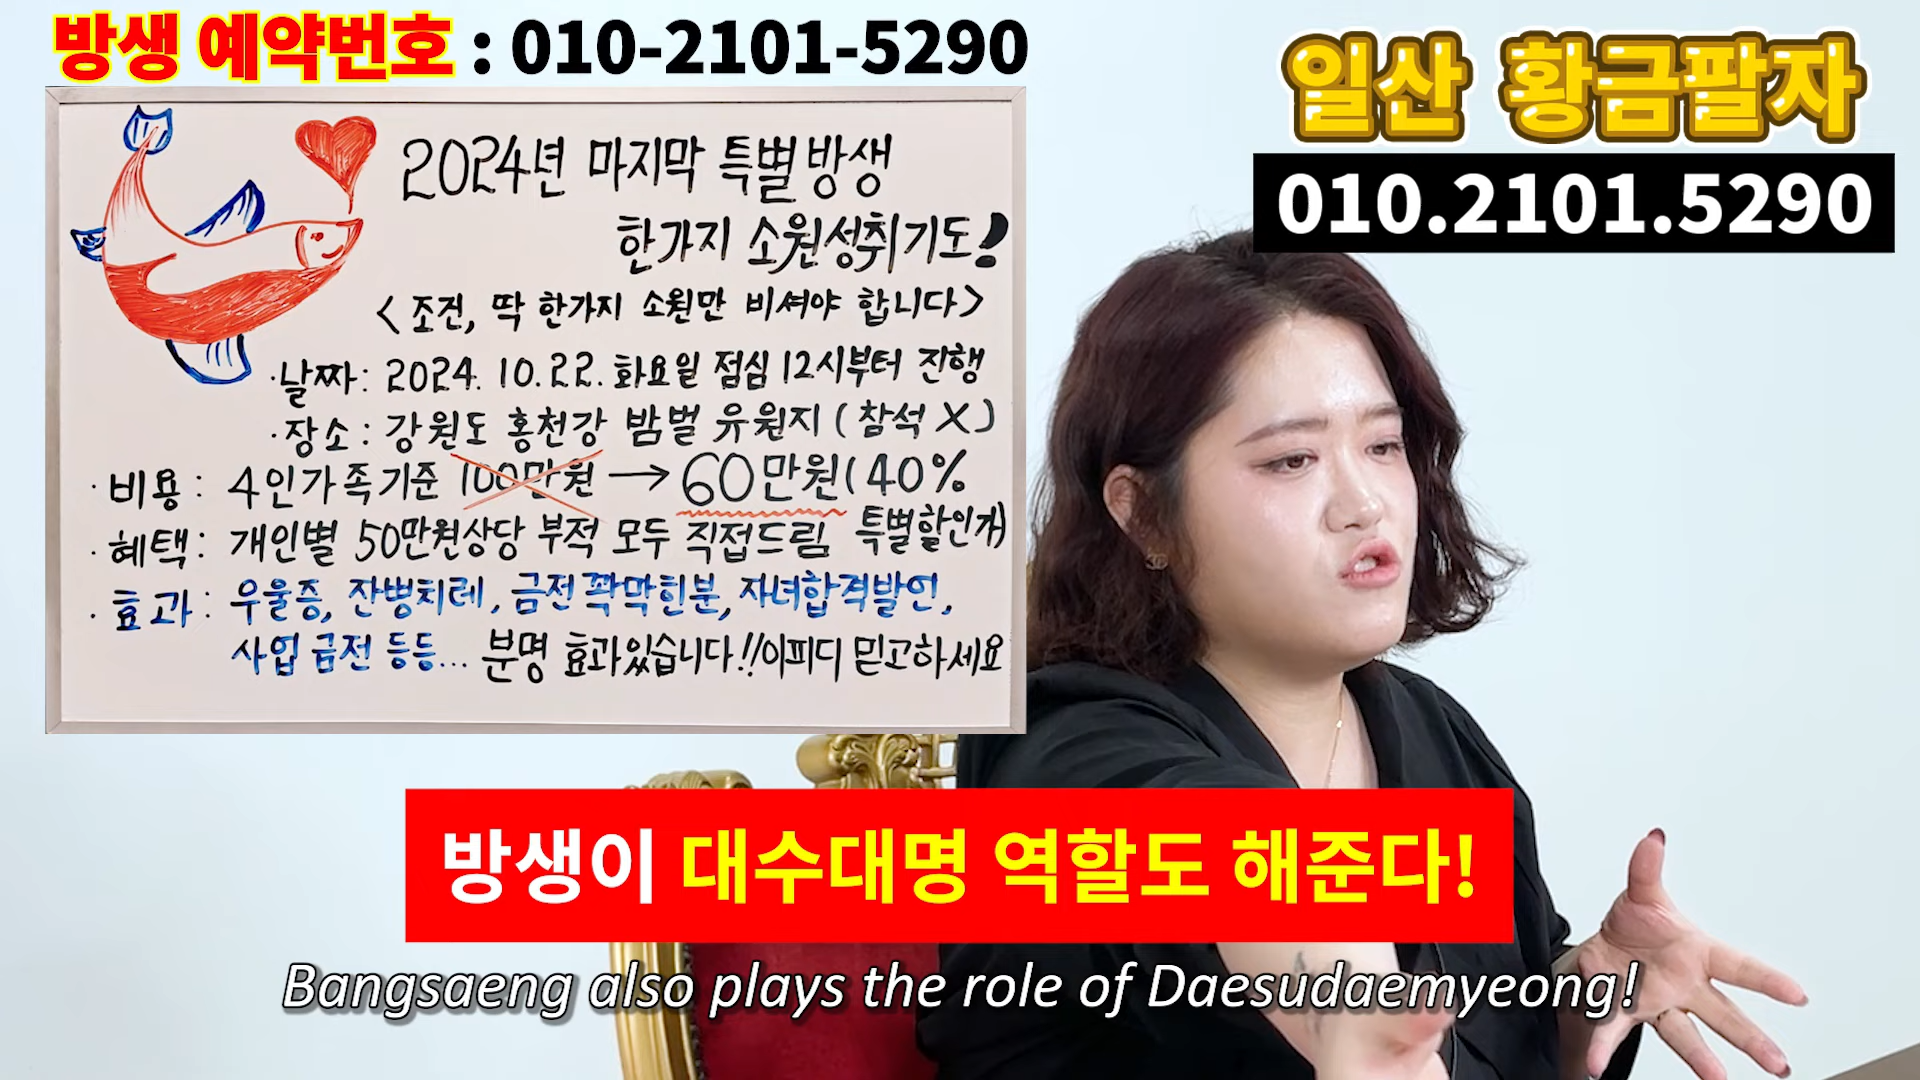 방생 예약번호 : 010-2101-5290
일산 황금팔자
010.2101.5290
2024년 마지막 특별방생
한가지 소원성취기도!
<조건, 딱 한가지 소원만 비셔야 합니다>
·날짜: 2024. 10.22. 화요일 점심 12시부터 진행
·장소: 강원도 홍천강 밤벌 유원지 (참석 X)
·비용: 4인가족기준 100만원 → 60만원(40%
특별할인가)
·혜택: 개인별 50만원상당 부적 모두 직접드림
·효과: 우울증, 잔병치레, 금전꽉막힌분, 자녀합격발언,
사업 금전 등등... 분명 효과있습니다!!이피디 믿고하세요
방생이 대수대명 역할도 해준다!
Bangsaeng also plays the role of Daesudaemyeong!